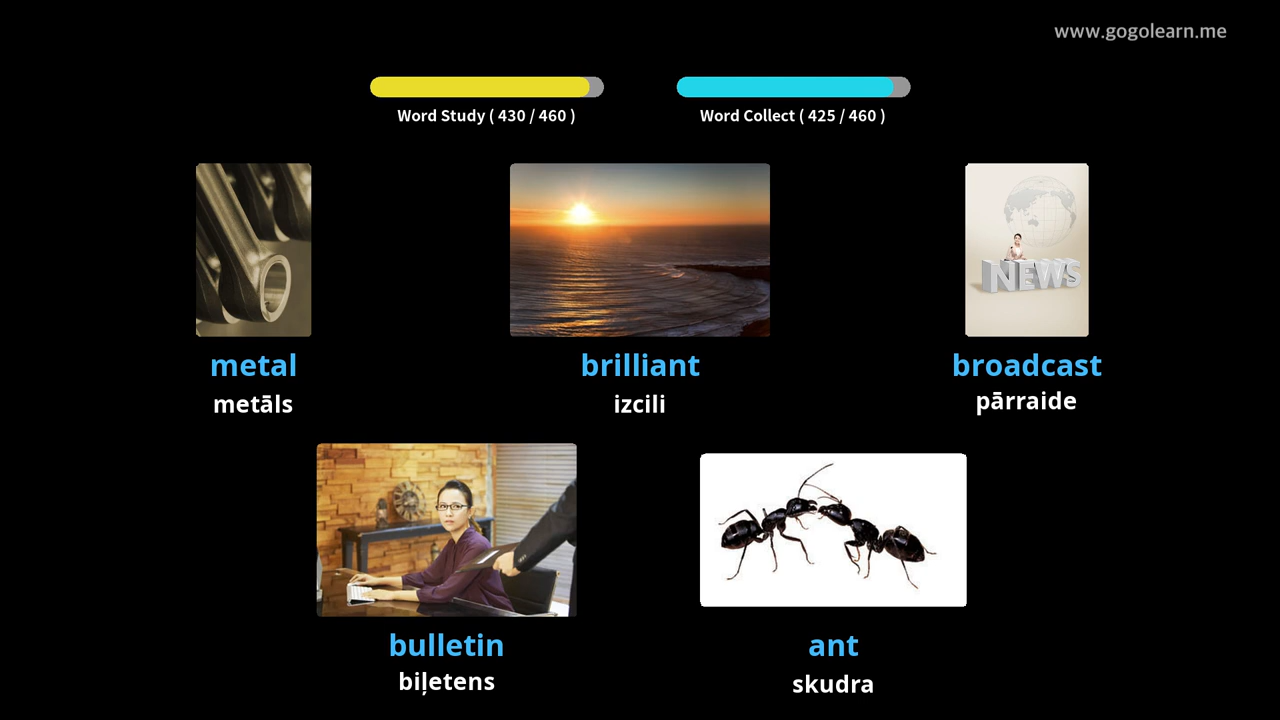 www.gogolearn.me
Word Study ( 430 / 460 )
Word Collect ( 425 / 460 )
NEWS
metal
metāls
brilliant
izcili
broadcast
pārraide
bulletin
biļetens
ant
skudra